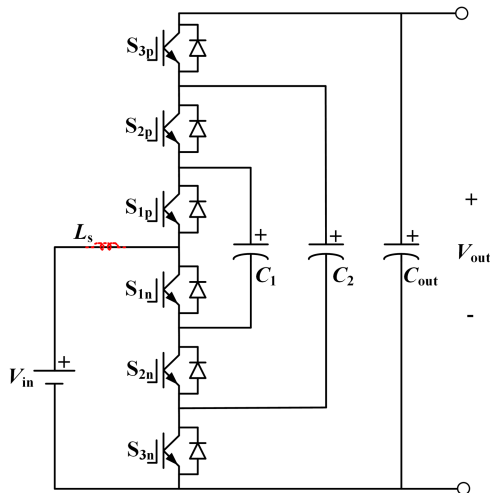 S3p
S2p
S1p
Ls
S1n
S2n
S3n
Vin
+
+
C1
+
C2
+
Cout
+
Vout
-